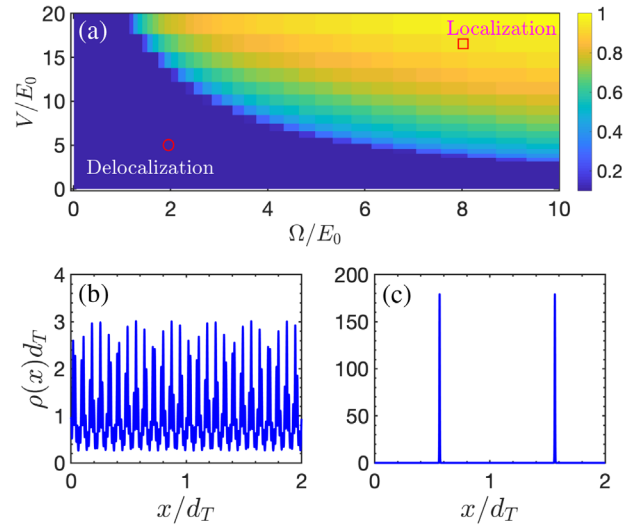 (a)
Localization
Delocalization
V/E₀
20
15
10
5
0
0 2 4 6 8 10
Ω/E₀
1
0.8
0.6
0.4
0.2
(b)
ρ(x)d_T
4
3
2
1
0
0 1 2
x/d_T
(c)
200
150
100
50
0
0 1 2
x/d_T